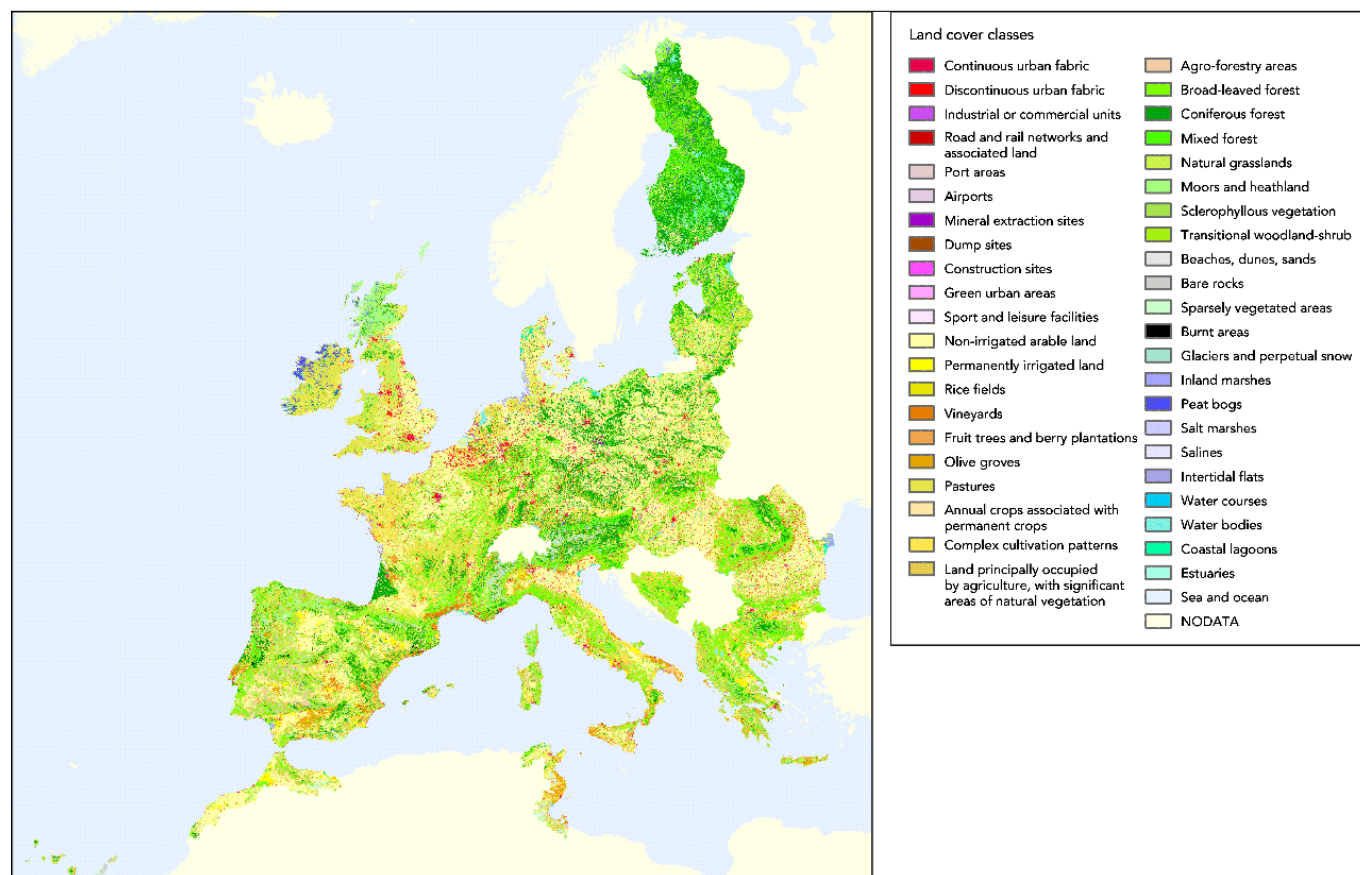 Land cover classes
Continuous urban fabric
Discontinuous urban fabric
Industrial or commercial units
Road and rail networks and
associated land
Port areas
Airports
Mineral extraction sites
Dump sites
Construction sites
Green urban areas
Sport and leisure facilities
Non-irrigated arable land
Permanently irrigated land
Rice fields
Vineyards
Fruit trees and berry plantations
Olive groves
Pastures
Annual crops associated with
permanent crops
Complex cultivation patterns
Land principally occupied
by agriculture, with significant
areas of natural vegetation
Agro-forestry areas
Broad-leaved forest
Coniferous forest
Mixed forest
Natural grasslands
Moors and heathland
Sclerophyllous vegetation
Transitional woodland-shrub
Beaches, dunes, sands
Bare rocks
Sparsely vegetated areas
Burnt areas
Glaciers and perpetual snow
Inland marshes
Peat bogs
Salt marshes
Salines
Intertidal flats
Water courses
Water bodies
Coastal lagoons
Estuaries
Sea and ocean
NODATA